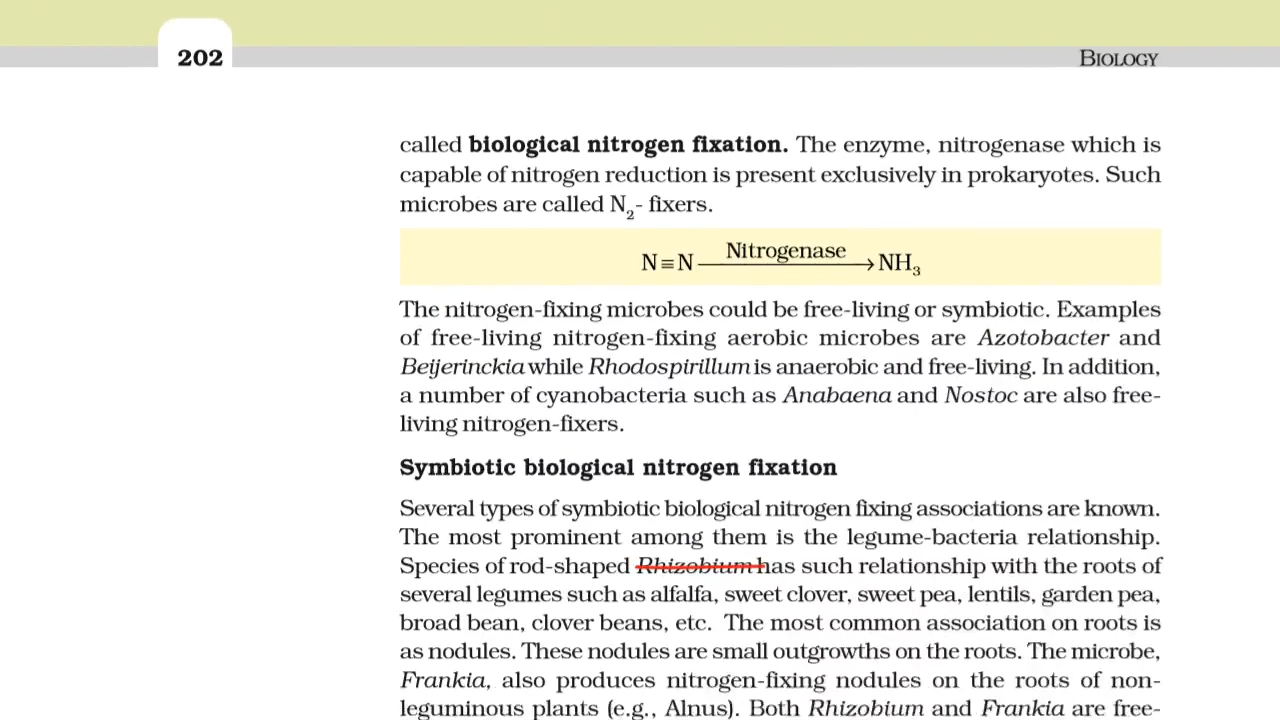 202
BIOLOGY
called biological nitrogen fixation. The enzyme, nitrogenase which is
capable of nitrogen reduction is present exclusively in prokaryotes. Such
microbes are called N₂- fixers.
N≡N Nitrogenase → NH₃
The nitrogen-fixing microbes could be free-living or symbiotic. Examples
of free-living nitrogen-fixing aerobic microbes are Azotobacter and
Beijerinckia while Rhodospirillum is anaerobic and free-living. In addition,
a number of cyanobacteria such as Anabaena and Nostoc are also free-
living nitrogen-fixers.
Symbiotic biological nitrogen fixation
Several types of symbiotic biological nitrogen fixing associations are known.
The most prominent among them is the legume-bacteria relationship.
Species of rod-shaped Rhizobium has such relationship with the roots of
several legumes such as alfalfa, sweet clover, sweet pea, lentils, garden pea,
broad bean, clover beans, etc. The most common association on roots is
as nodules. These nodules are small outgrowths on the roots. The microbe,
Frankia, also produces nitrogen-fixing nodules on the roots of non-
leguminous plants (e.g., Alnus). Both Rhizobium and Frankia are free-